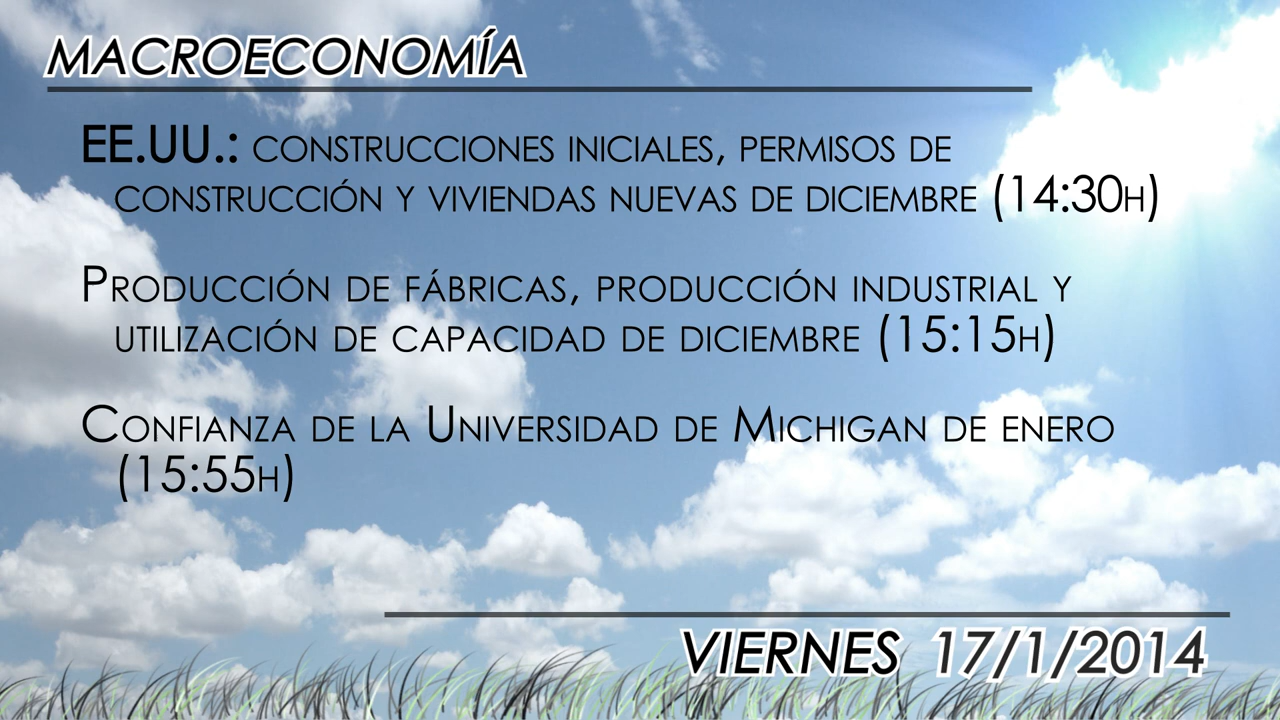 MACROECONOMÍA
EE.UU.: CONSTRUCCIONES INICIALES, PERMISOS DE
CONSTRUCCIÓN Y VIVIENDAS NUEVAS DE DICIEMBRE (14:30H)
PRODUCCIÓN DE FÁBRICAS, PRODUCCIÓN INDUSTRIAL Y
UTILIZACIÓN DE CAPACIDAD DE DICIEMBRE (15:15H)
CONFIANZA DE LA UNIVERSIDAD DE MICHIGAN DE ENERO
(15:55H)
VIERNES 17/1/2014